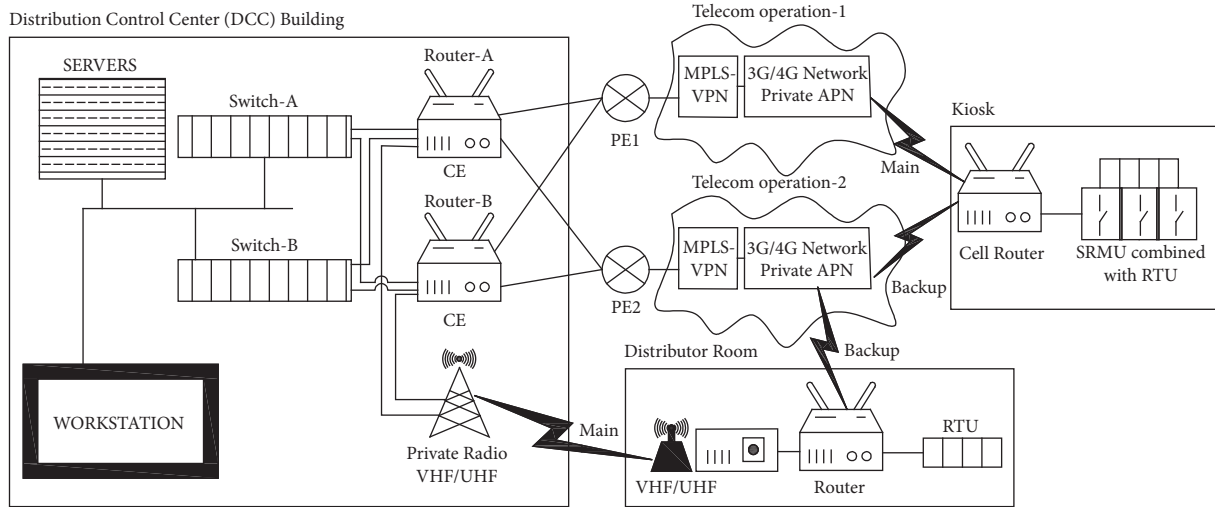 Distribution Control Center (DCC) Building
SERVERS
Switch-A
Switch-B
WORKSTATION
Router-A
CE
Router-B
CE
Private Radio
VHF/UHF
PE1
PE2
Telecom operation-1
MPLS-
VPN
3G/4G Network
Private APN
Main
Telecom operation-2
MPLS-
VPN
3G/4G Network
Private APN
Backup
Kiosk
Cell Router
SRMU combined
with RTU
Distributor Room
Backup
Main
VHF/UHF
Router
RTU